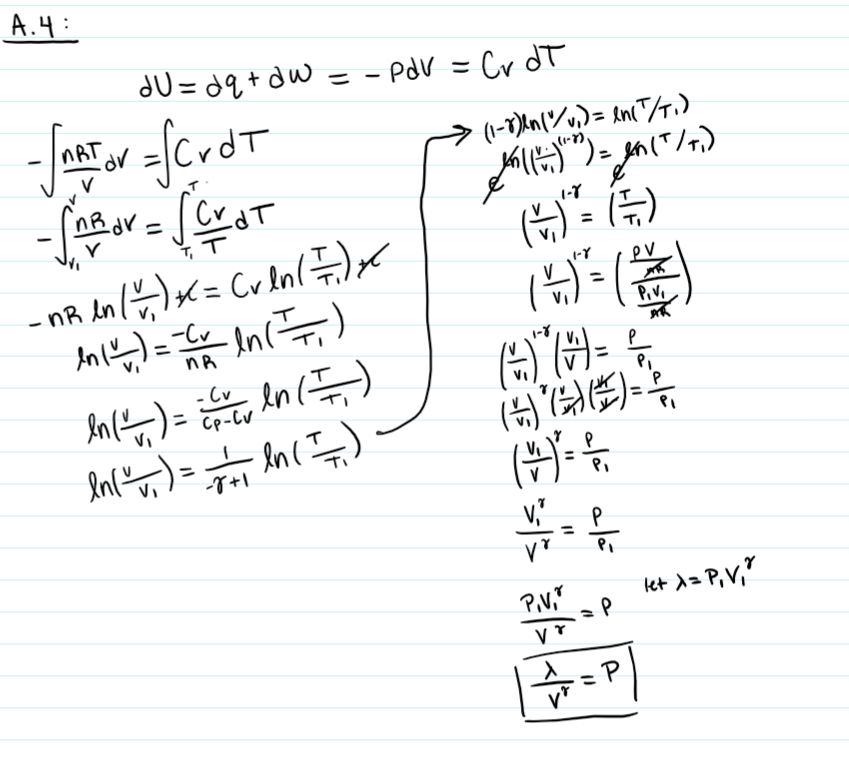 A.4:
dU = dq + dw = - PdV = Cv dT
-∫ nRT/V dV = ∫ Cv dT
-∫_{V₁}^{V} nR/V dV = ∫_{T₁}^{T} Cv/T dT
-nR ln(V/V₁) + c = Cv ln(T/T₁) + c
ln(V/V₁) = -Cv/nR ln(T/T₁)
ln(V/V₁) = -Cv/(Cp-Cv) ln(T/T₁)
ln(V/V₁) = 1/(-γ+1) ln(T/T₁)
(1-γ)ln(V/V₁) = ln(T/T₁)
e^ln((V/V₁)^(1-γ)) = e^ln(T/T₁)
(V/V₁)^1-γ = (T/T₁)
(V/V₁)^1-γ = ((PV/nR)/(P₁V₁/nR))
(V/V₁)^1-γ (V₁/V) = P/P₁
(V/V₁)^γ (V/V₁)(V₁/V) = P/P₁
(V₁/V)^γ = P/P₁
V₁^γ/V^γ = P/P₁
P₁V₁^γ/V^γ = P let λ = P₁V₁^γ
λ/V^γ = P